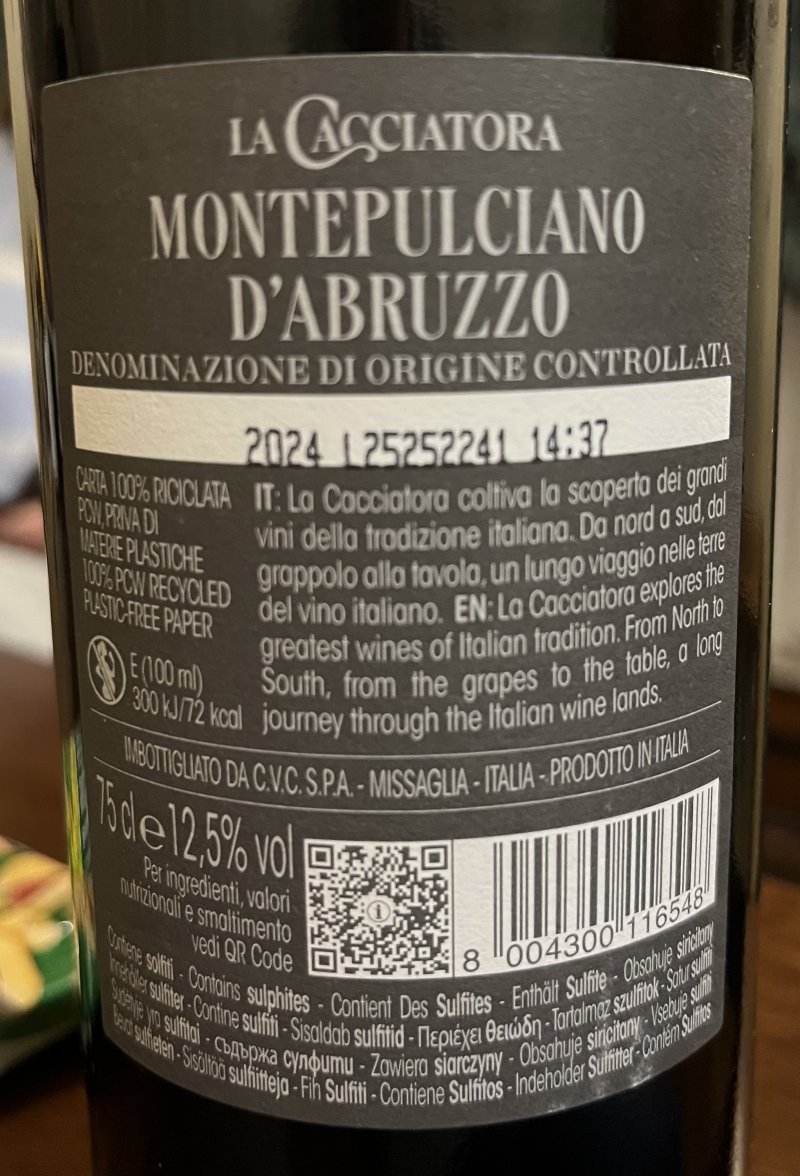 LA CACCIATORA
MONTEPULCIANO
D'ABRUZZO
DENOMINAZIONE DI ORIGINE CONTROLLATA
2024 L25252241 14:37
CARTA 100% RICICLATA
PCW, PRIVA DI
MATERIE PLASTICHE
100% PCW RECYCLED
PLASTIC-FREE PAPER
E (100 ml)
300 kJ/72 kcal
IT: La Cacciatora coltiva la scoperta dei grandi
vini della tradizione italiana. Da nord a sud, dal
grappolo alla tavola, un lungo viaggio nelle terre
del vino italiano. EN: La Cacciatora explores the
greatest wines of Italian tradition. From North to
South, from the grapes to the table, a long
journey through the Italian wine lands.
IMBOTTIGLIATO DA C.V.C. S.P.A. - MISSAGLIA - ITALIA - PRODOTTO IN ITALIA
75 cl e 12,5% vol
Per ingredienti, valori
nutrizionali e smaltimento
vedi QR Code
i
8 004300 116548
Contiene solfiti - Contains sulphites - Contient Des Sulfites - Enthält Sulfite - Obsahuje siricitany
Innehåller sulfiter - Contine sulfiti - Sisaldab sulfitid - Περιέχει θειώδη - Tartalmaz szulfitok - Satur sulfiti
Sudėtyje yra sulfitai - съдържа сулфити - Zawiera siarczyny - Obsahuje siricitany - Vsebuje sulfiti
Bevat sulfieten - Sisältää sulfiitteja - Fih Sulfiti - Contiene Sulfitos - Indeholder Sulfitter - Contém Sulfitos